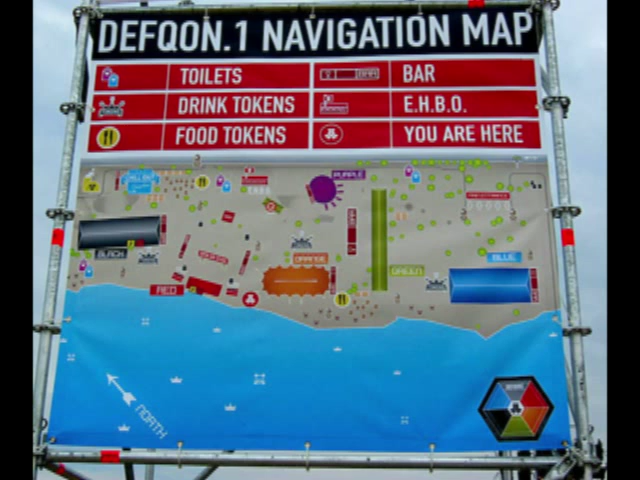 DEFQON.1 NAVIGATION MAP
TOILETS
BAR
DRINK TOKENS
E.H.B.O.
FOOD TOKENS
YOU ARE HERE
PURPLE
BLACK
ORANGE
GREEN
BLUE
RED
NORTH